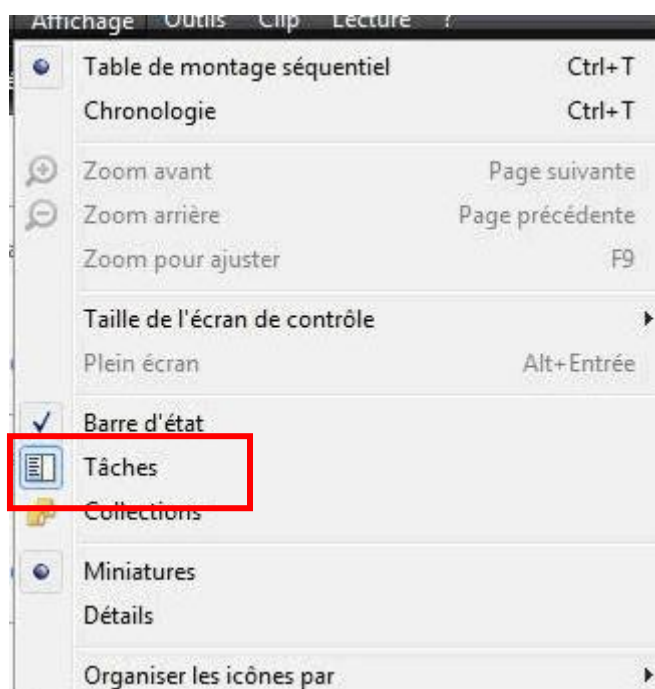 Affichage Outils Clip Lecture ?
Table de montage séquentiel Ctrl+T
Chronologie Ctrl+T
Zoom avant Page suivante
Zoom arrière Page précédente
Zoom pour ajuster F9
Taille de l'écran de contrôle
Plein écran Alt+Entrée
Barre d'état
Tâches
Collections
Miniatures
Détails
Organiser les icônes par